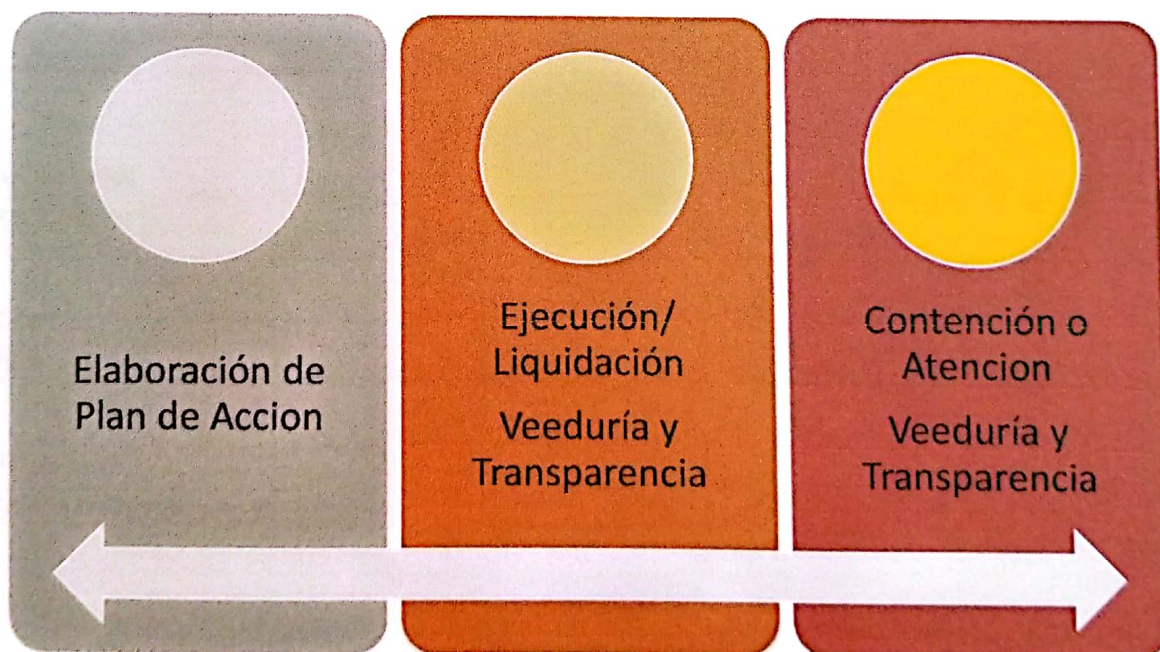 Elaboración de
Plan de Accion
Ejecución/
Liquidación
Veeduría y
Transparencia
Contención o
Atencion
Veeduría y
Transparencia